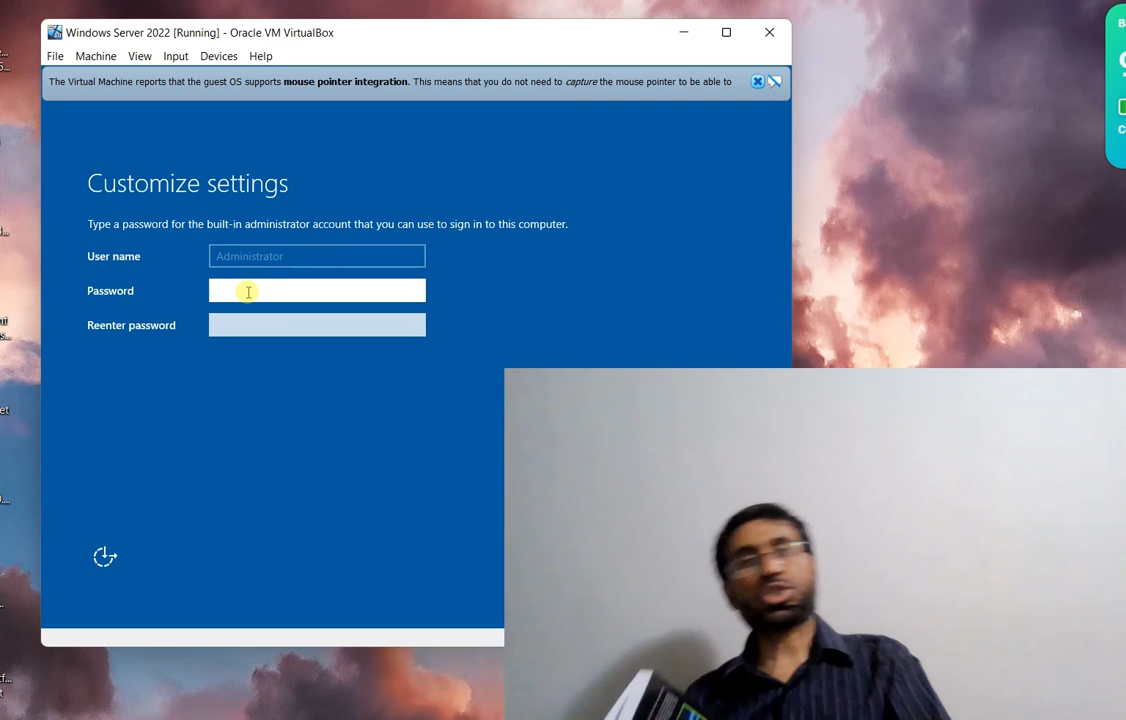 Windows Server 2022 [Running] - Oracle VM VirtualBox
File Machine View Input Devices Help
The Virtual Machine reports that the guest OS supports mouse pointer integration. This means that you do not need to capture the mouse pointer to be able to
Customize settings
Type a password for the built-in administrator account that you can use to sign in to this computer.
User name Administrator
Password
Reenter password